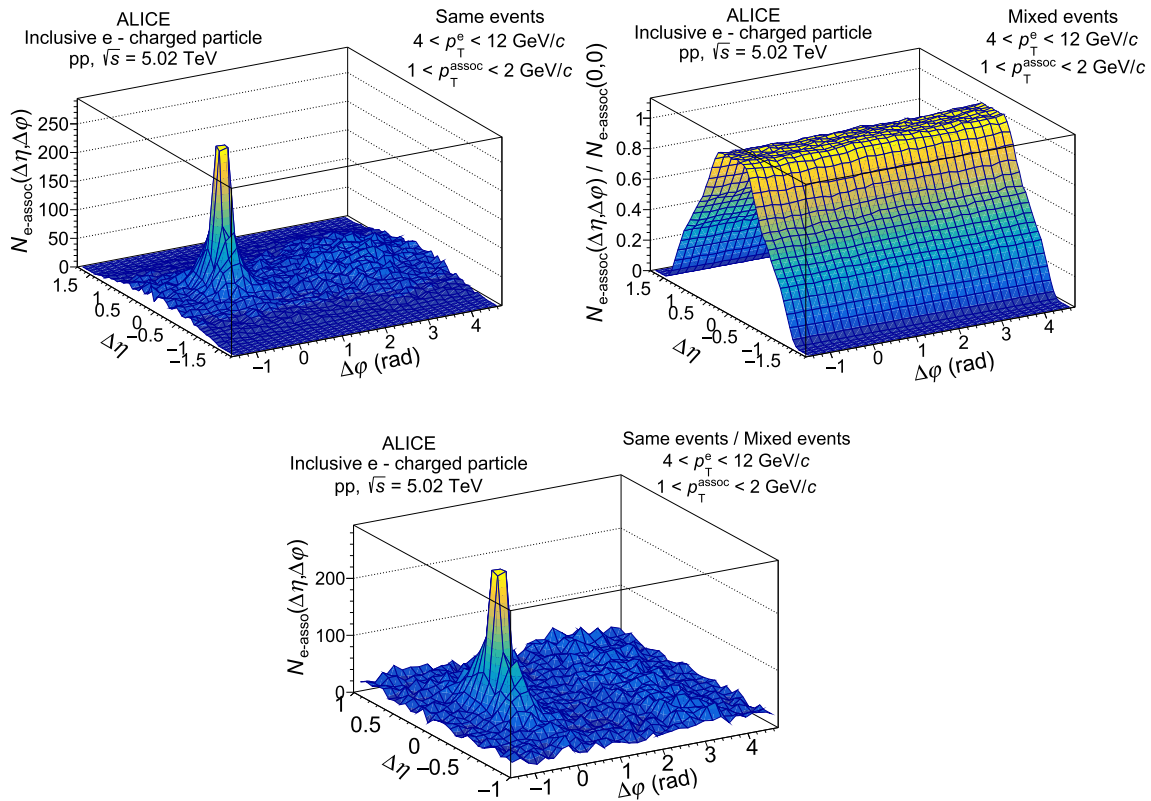 ALICE
Inclusive e - charged particle
pp, √s = 5.02 TeV
Same events
4 < p_T^e < 12 GeV/c
1 < p_T^assoc < 2 GeV/c
N_e-assoc(Δη,Δφ)
250
200
150
100
50
0
1.5
1
0.5
0
−0.5
−1
−1.5
Δη
−1
0
1
2
3
4
Δφ (rad)
ALICE
Inclusive e - charged particle
pp, √s = 5.02 TeV
Mixed events
4 < p_T^e < 12 GeV/c
1 < p_T^assoc < 2 GeV/c
N_e-assoc(Δη,Δφ) / N_e-assoc(0,0)
1
0.8
0.6
0.4
0.2
0
1.5
1
0.5
0
−0.5
−1
−1.5
Δη
−1
0
1
2
3
4
Δφ (rad)
ALICE
Inclusive e - charged particle
pp, √s = 5.02 TeV
Same events / Mixed events
4 < p_T^e < 12 GeV/c
1 < p_T^assoc < 2 GeV/c
N_e-asso(Δη,Δφ)
200
100
0
1
0.5
0
−0.5
−1
Δη
−1
0
1
2
3
4
Δφ (rad)